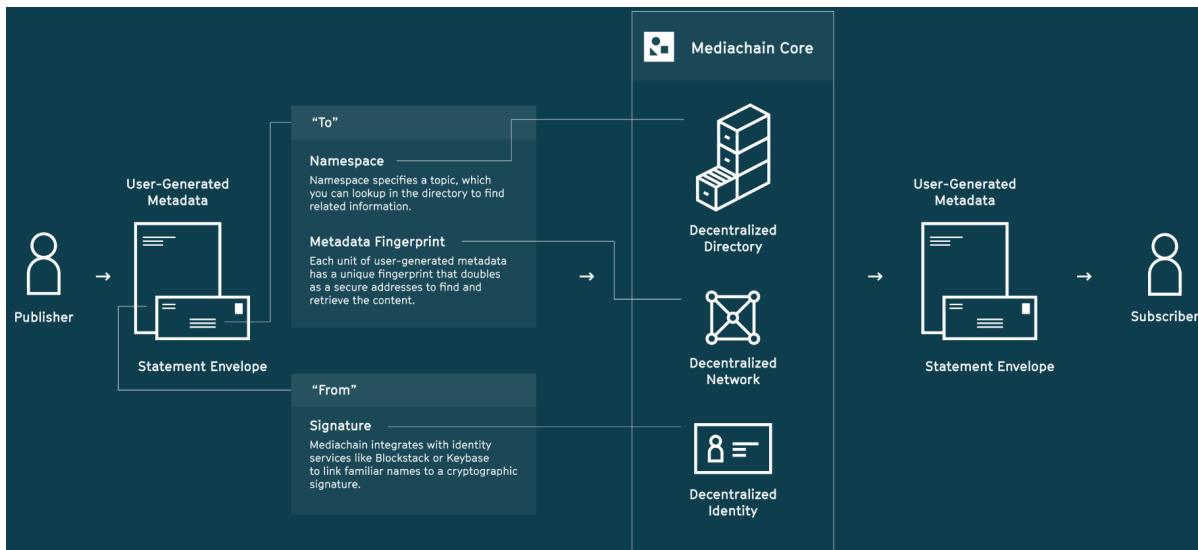 Mediachain Core
“To”
Namespace
Namespace specifies a topic, which
you can lookup in the directory to find
related information.
Metadata Fingerprint
Each unit of user-generated metadata
has a unique fingerprint that doubles
as a secure addresses to find and
retrieve the content.
User-Generated
Metadata
Publisher
→
Statement Envelope
“From”
Signature
Mediachain integrates with identity
services like Blockstack or Keybase
to link familiar names to a cryptographic
signature.
→
Decentralized
Directory
Decentralized
Network
Decentralized
Identity
→
User-Generated
Metadata
Statement Envelope
→
Subscriber